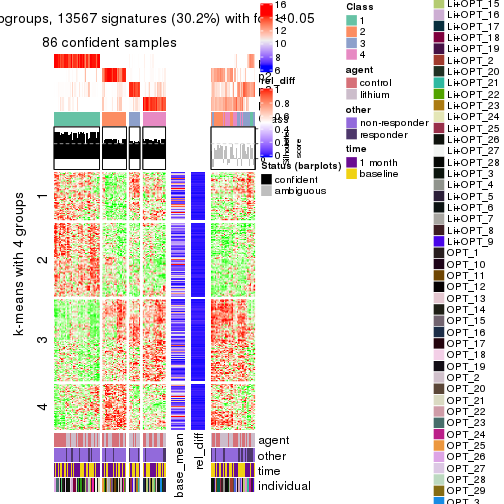 ogroups, 13567 signatures (30.2%) with fd
<0.05
86 confident samples
k-means with 4 groups
1
2
3
4
base_mean
rel_diff
agent
other
time
individual
16
14
12
10
8
6
rel_diff
1
0.8
0.6
0.4
0.2
0
Status (barplots)
confident
ambiguous
Class
1
2
3
4
agent
control
lithium
other
non-responder
responder
time
1 month
baseline
Li+OPT_15
Li+OPT_16
Li+OPT_17
Li+OPT_18
Li+OPT_19
Li+OPT_2
Li+OPT_20
Li+OPT_21
Li+OPT_22
Li+OPT_23
Li+OPT_24
Li+OPT_25
Li+OPT_26
Li+OPT_27
Li+OPT_28
Li+OPT_3
Li+OPT_4
Li+OPT_5
Li+OPT_6
Li+OPT_7
Li+OPT_8
Li+OPT_9
OPT_1
OPT_10
OPT_11
OPT_12
OPT_13
OPT_14
OPT_15
OPT_16
OPT_17
OPT_18
OPT_19
OPT_2
OPT_20
OPT_21
OPT_22
OPT_23
OPT_24
OPT_25
OPT_26
OPT_27
OPT_28
OPT_29
OPT_3